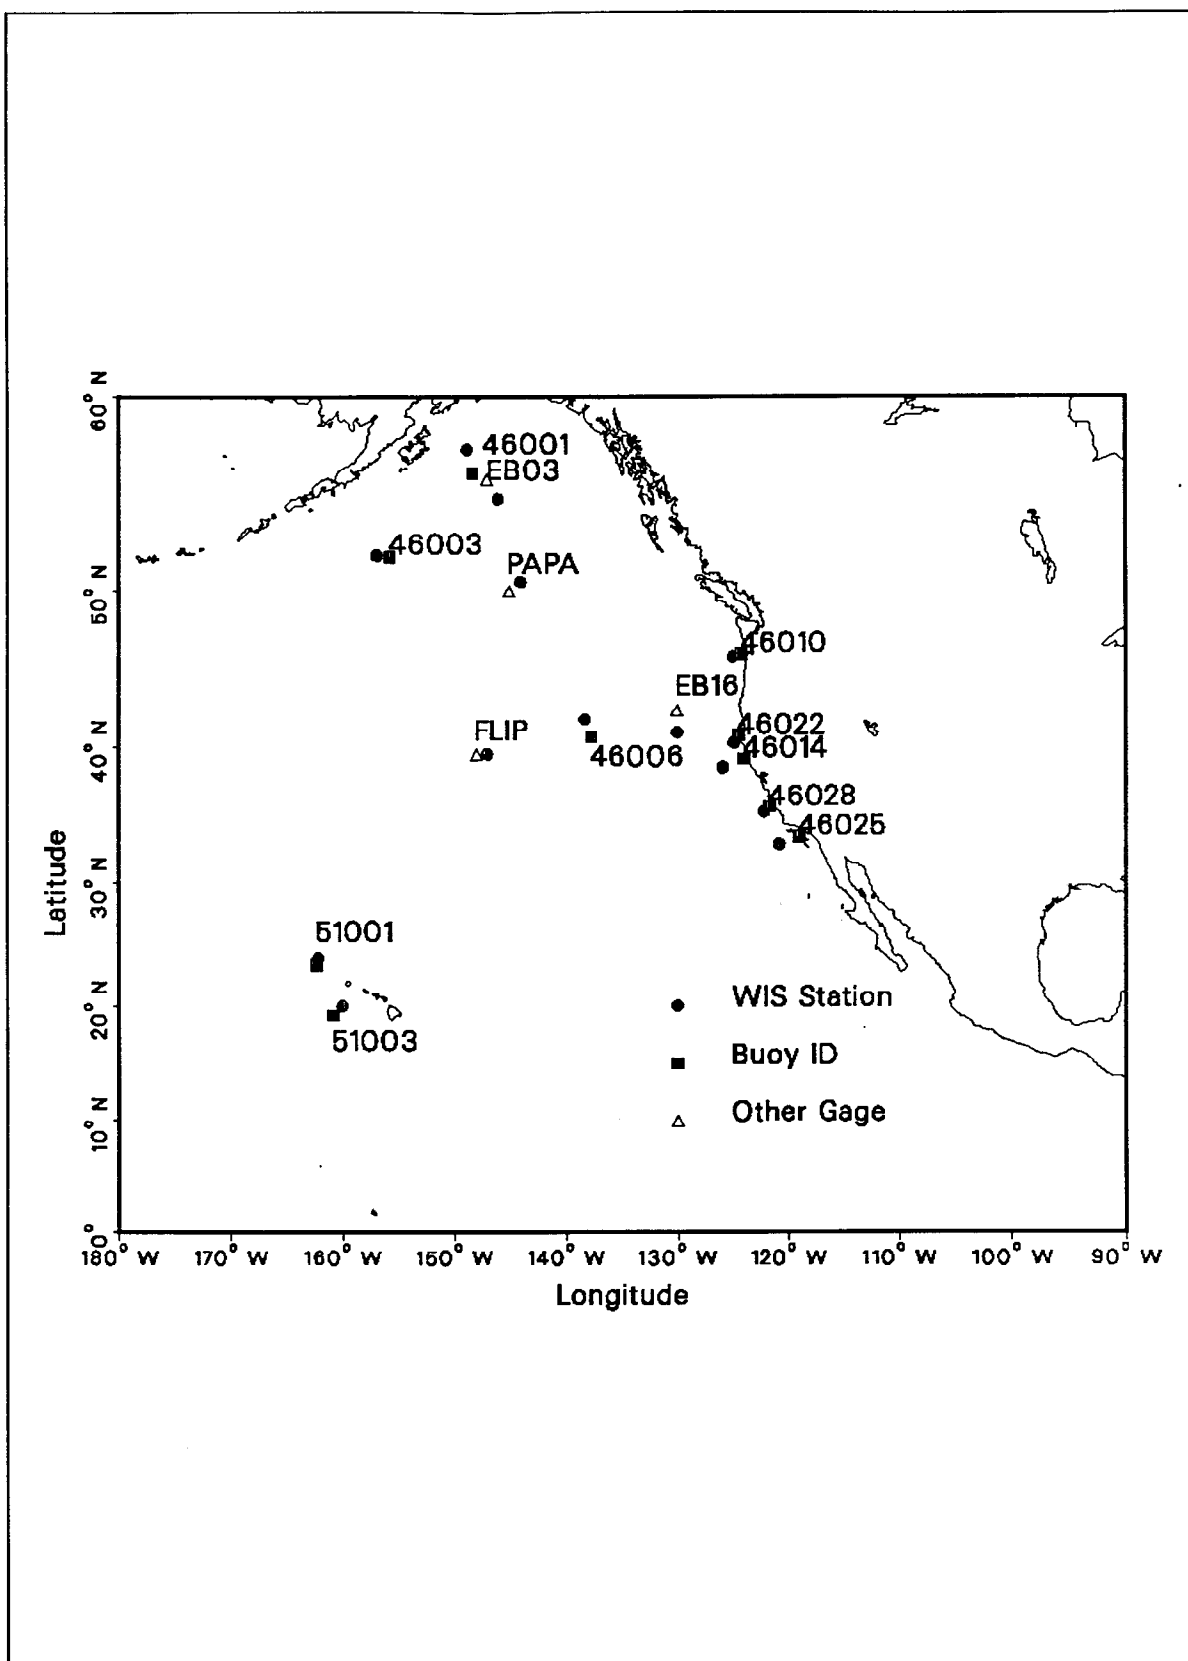 60° N
50° N
40° N
30° N
20° N
10° N
0° N
Latitude
46001
EB03
46003
PAPA
46010
EB16
46022
FLIP
46006
46014
46028
46025
51001
51003
WIS Station
Buoy ID
Other Gage
180° W
170° W
160° W
150° W
140° W
130° W
120° W
110° W
100° W
90° W
Longitude